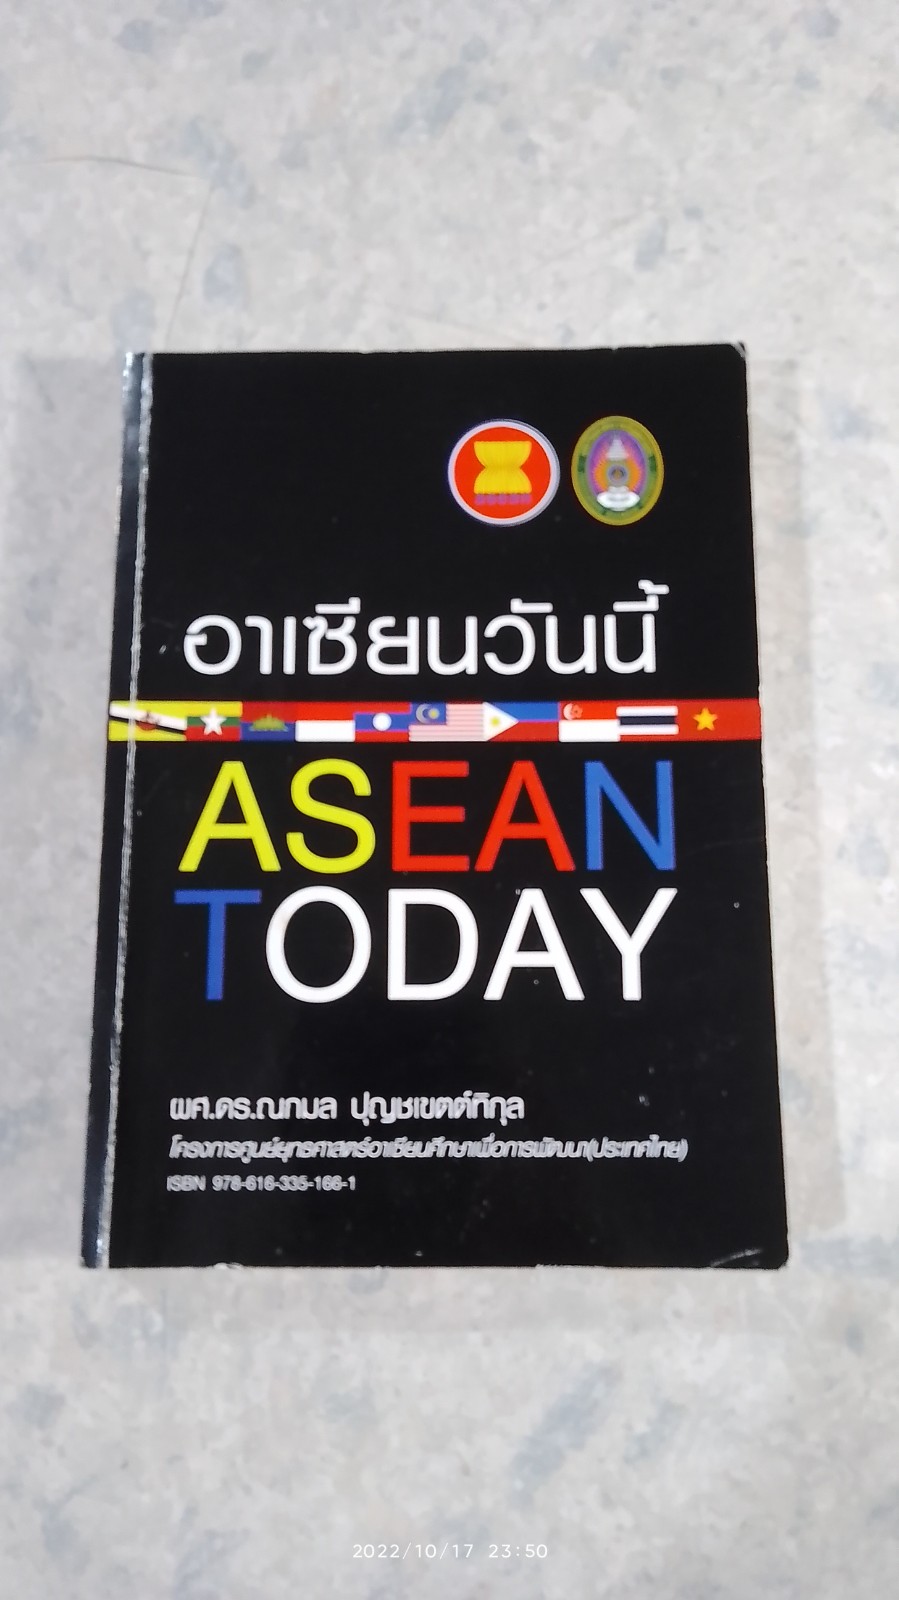 อาเซียนวันนี้
ASEAN
TODAY
ผศ.ดร.ณกมล ปุญชเขตต์ทิกุล
โครงการศูนย์ยุทธศาสตร์อาเซียนศึกษาเพื่อการพัฒนา(ประเทศไทย)
ISBN 978-616-335-166-1
2022/10/17 23:50